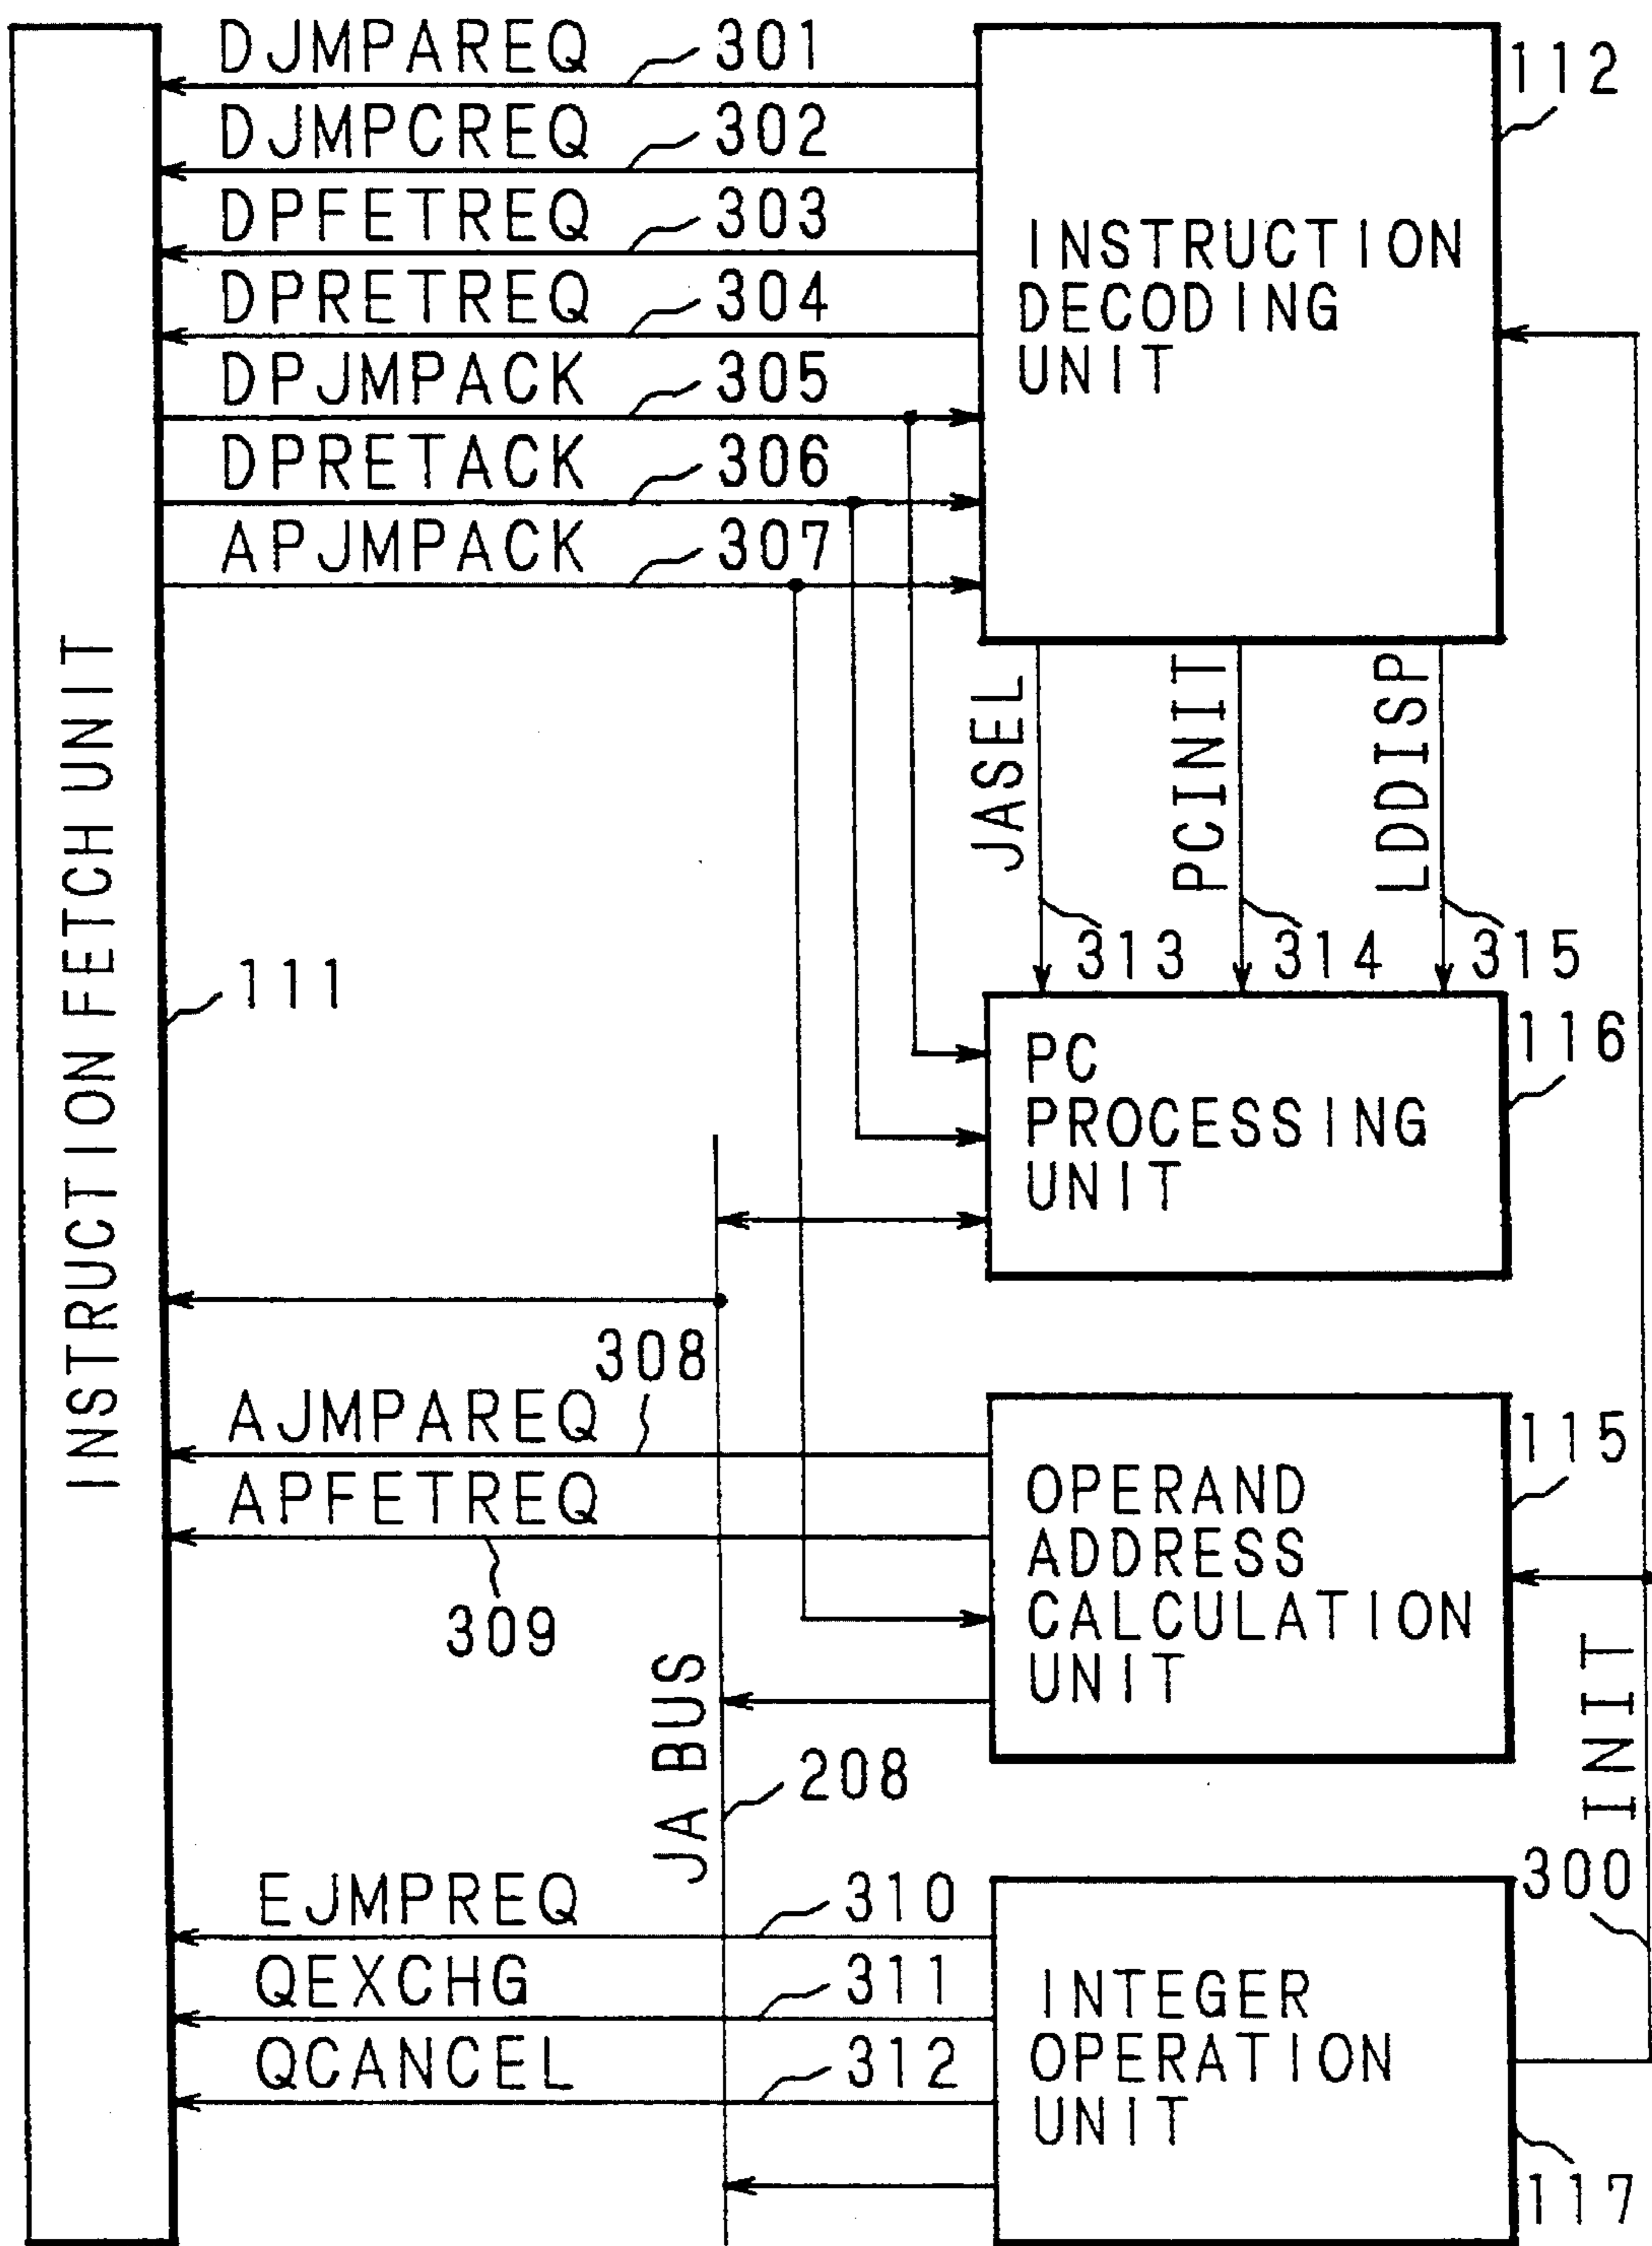 DJMPAREQ 301
DJMPCREQ 302
DPFETREQ 303
DPRETREQ 304
DPJMPACK 305
DPRETACK 306
APJMPACK 307
112
INSTRUCTION
DECODING
UNIT
INSTRUCTION FETCH UNIT
111
JASEL
PCINIT
LDDISP
313
314
315
116
PC
PROCESSING
UNIT
308
AJMPAREQ
APFETREQ
309
115
OPERAND
ADDRESS
CALCULATION
UNIT
JA BUS
208
INIT
300
EJMPREQ 310
QEXCHG 311
QCANCEL 312
INTEGER
OPERATION
UNIT
117